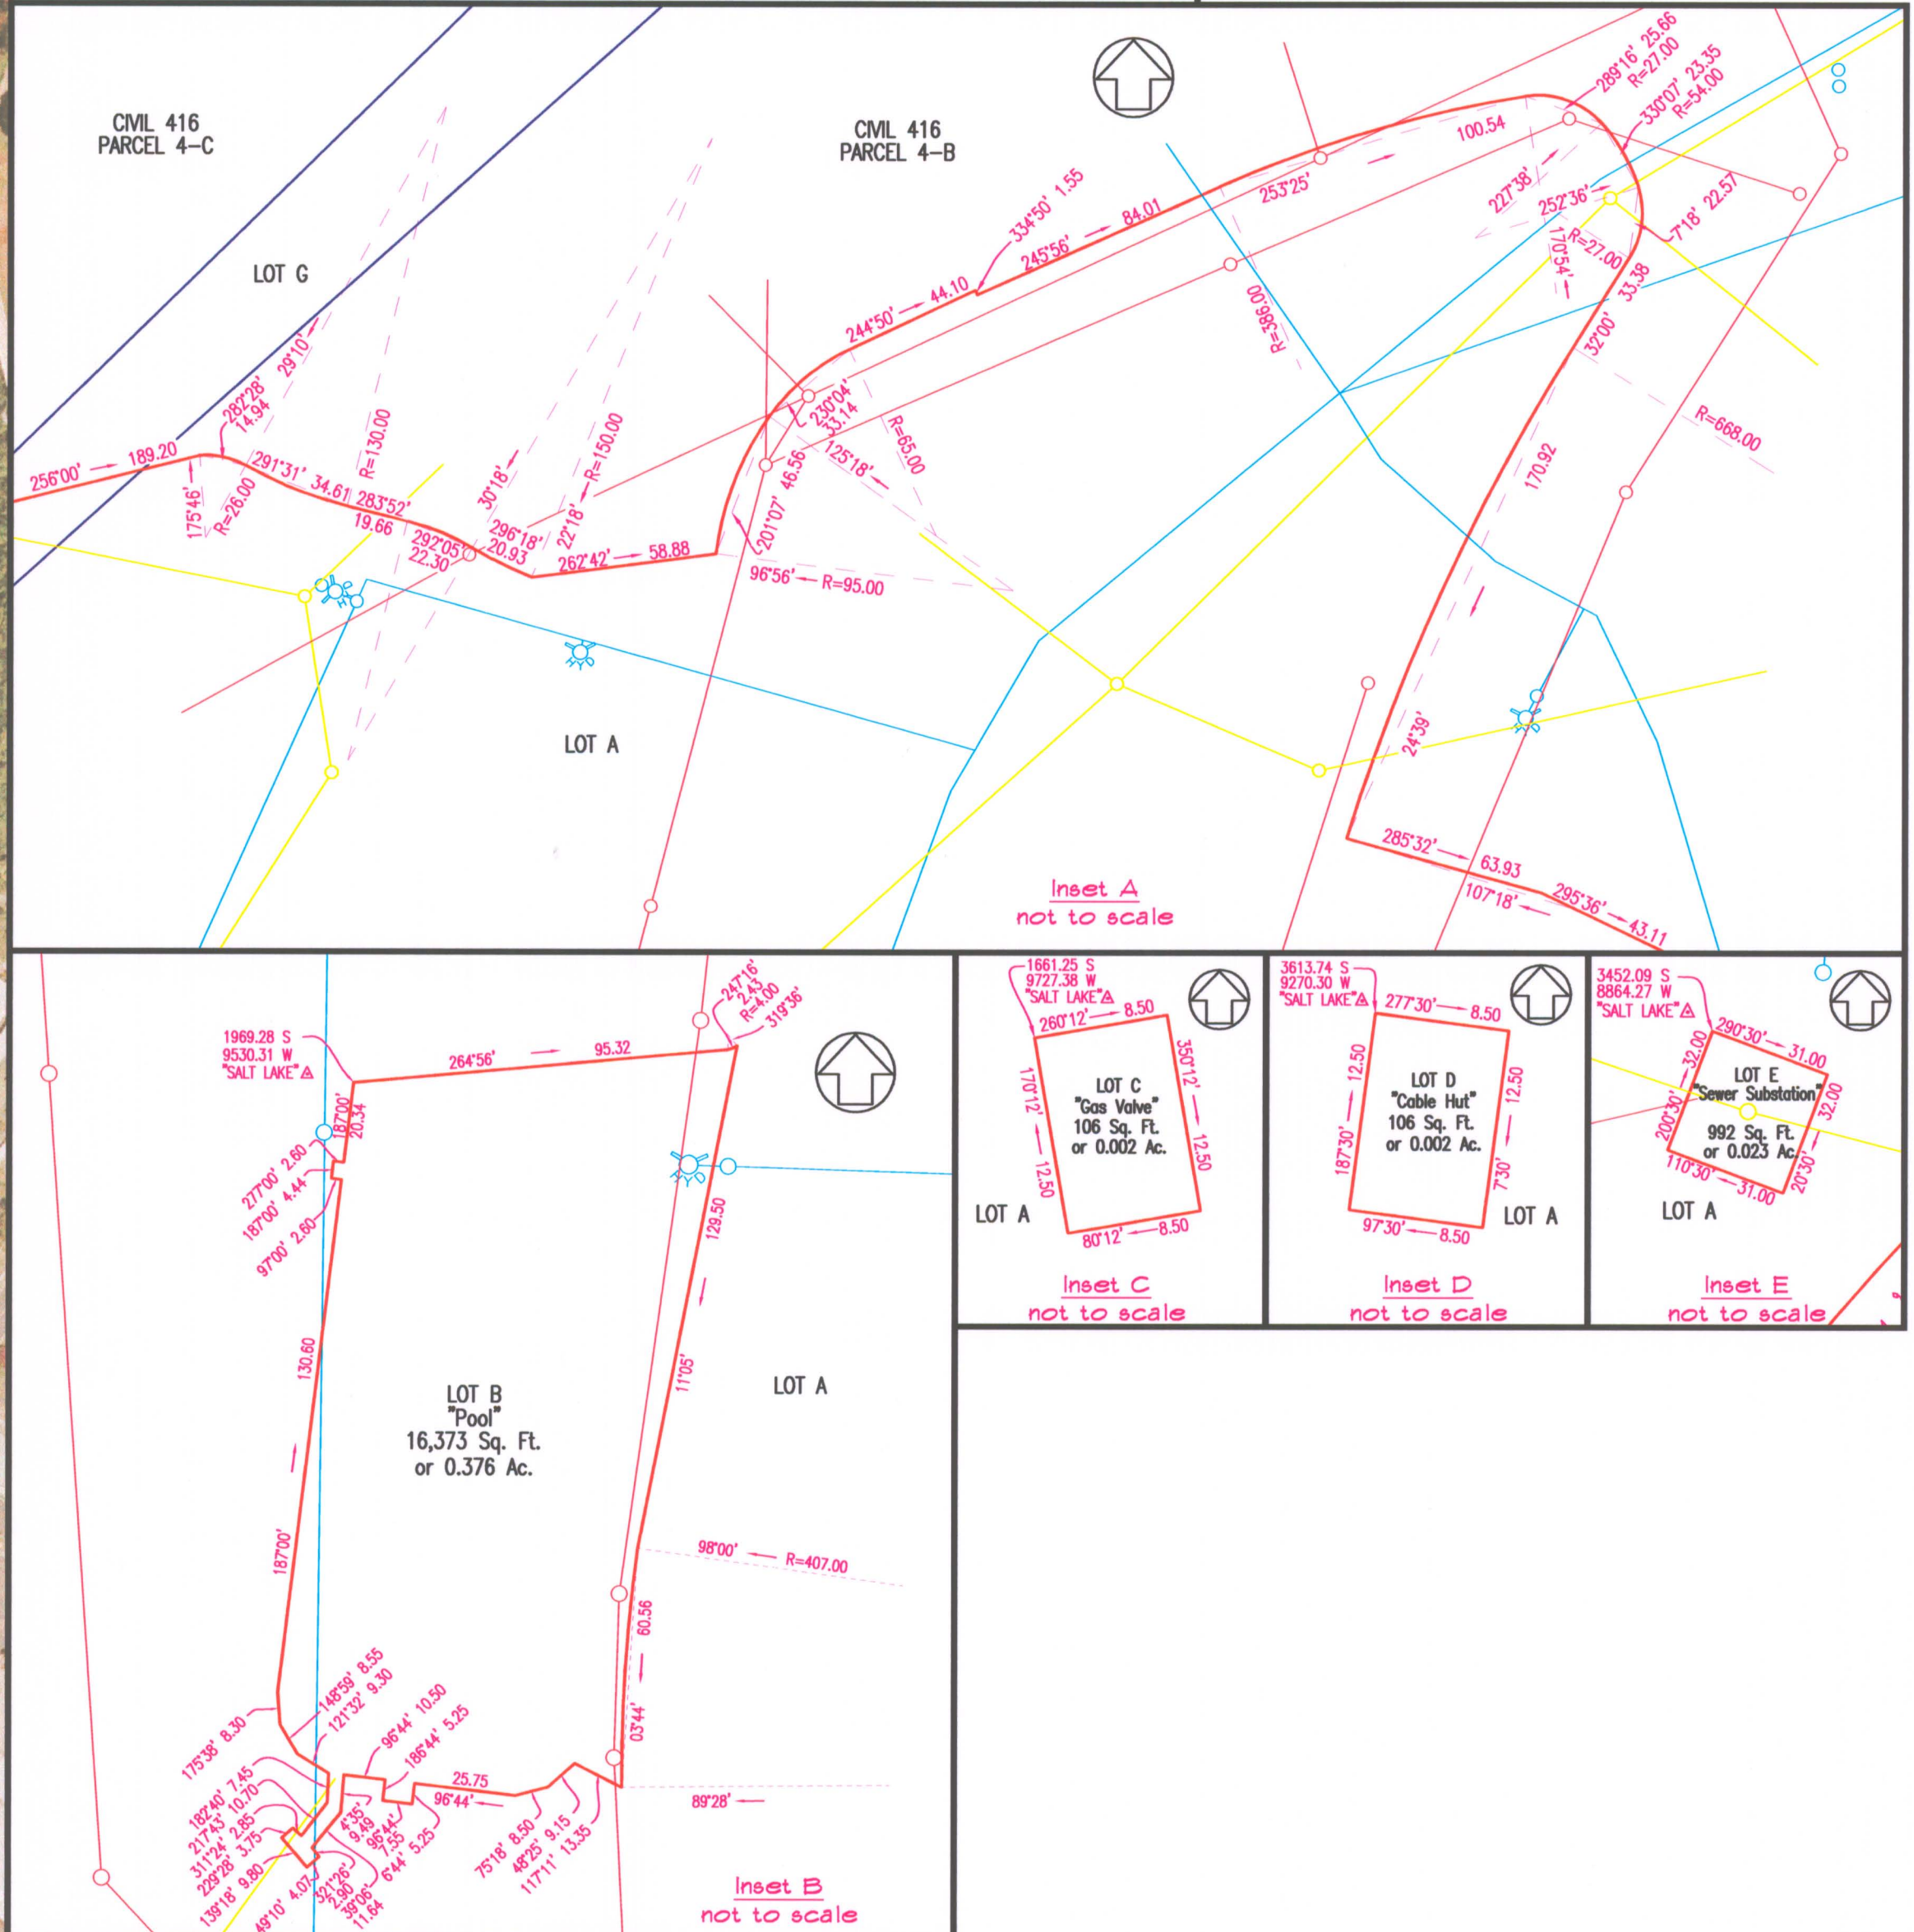 CIVIL 416
PARCEL 4-C
CIVIL 416
PARCEL 4-B
LOT G
LOT A
256°00' 189.20
175°46'
R=26.00
282°28'
14.94
29°10'
291°31' 34.61
283°52'
19.66
R=130.00
292°05'
22.30
30°18'
296°18'
20.93
22°18' R=150.00
262°42' 58.88
96°56' R=95.00
201°07' 46.56
125°18'
230°04'
33.14
R=65.00
244°50' 44.10
334°50' 1.55
245°56' 84.01
253°25'
100.54
R=386.00
289°16' 25.66
R=27.00
330°07' 23.35
R=54.00
227°38'
252°36'
170°54'
R=27.00
7°18' 22.57
33.38
32°00'
R=668.00
170.92
24°39'
285°32' 63.93
107°18'
295°36' 43.11
HYD
HYD
HYD
Inset A
not to scale
1969.28 S
9530.31 W
"SALT LAKE"
264°56' 95.32
247°16'
2.43
R=4.00
319°36'
187°00'
20.34
277°00' 2.60
187°00' 4.44
97°00' 2.60
130.60
187°00'
HYD
129.50
11°05'
LOT B
"Pool"
16,373 Sq. Ft.
or 0.376 Ac.
LOT A
98°00' R=407.00
60.56
03°44'
89°28'
175°38' 8.30
148°59' 8.55
121°32' 9.30
96°44' 10.50
186°44' 5.25
182°40' 7.45
217°43' 10.70
311°24' 2.85
229°28' 3.75
139°18' 9.80
49°10' 4.07
321°26'
2.90
39°06'
11.64
4°35'
9.49
96°44'
7.55
6°44' 5.25
25.75
96°44'
75°18' 8.50
48°25' 9.15
117°11' 13.35
Inset B
not to scale
1661.25 S
9727.38 W
"SALT LAKE"
260°12' 8.50
350°12' 12.50
170°12' 12.50
80°12' 8.50
LOT C
"Gas Valve"
106 Sq. Ft.
or 0.002 Ac.
LOT A
Inset C
not to scale
3613.74 S
9270.30 W
"SALT LAKE"
277°30' 8.50
187°30' 12.50
7°30' 12.50
97°30' 8.50
LOT D
"Cable Hut"
106 Sq. Ft.
or 0.002 Ac.
LOT A
Inset D
not to scale
3452.09 S
8864.27 W
"SALT LAKE"
290°30' 31.00
200°30' 32.00
20°30' 32.00
110°30' 31.00
LOT E
"Sewer Substation"
992 Sq. Ft.
or 0.023 Ac.
LOT A
Inset E
not to scale